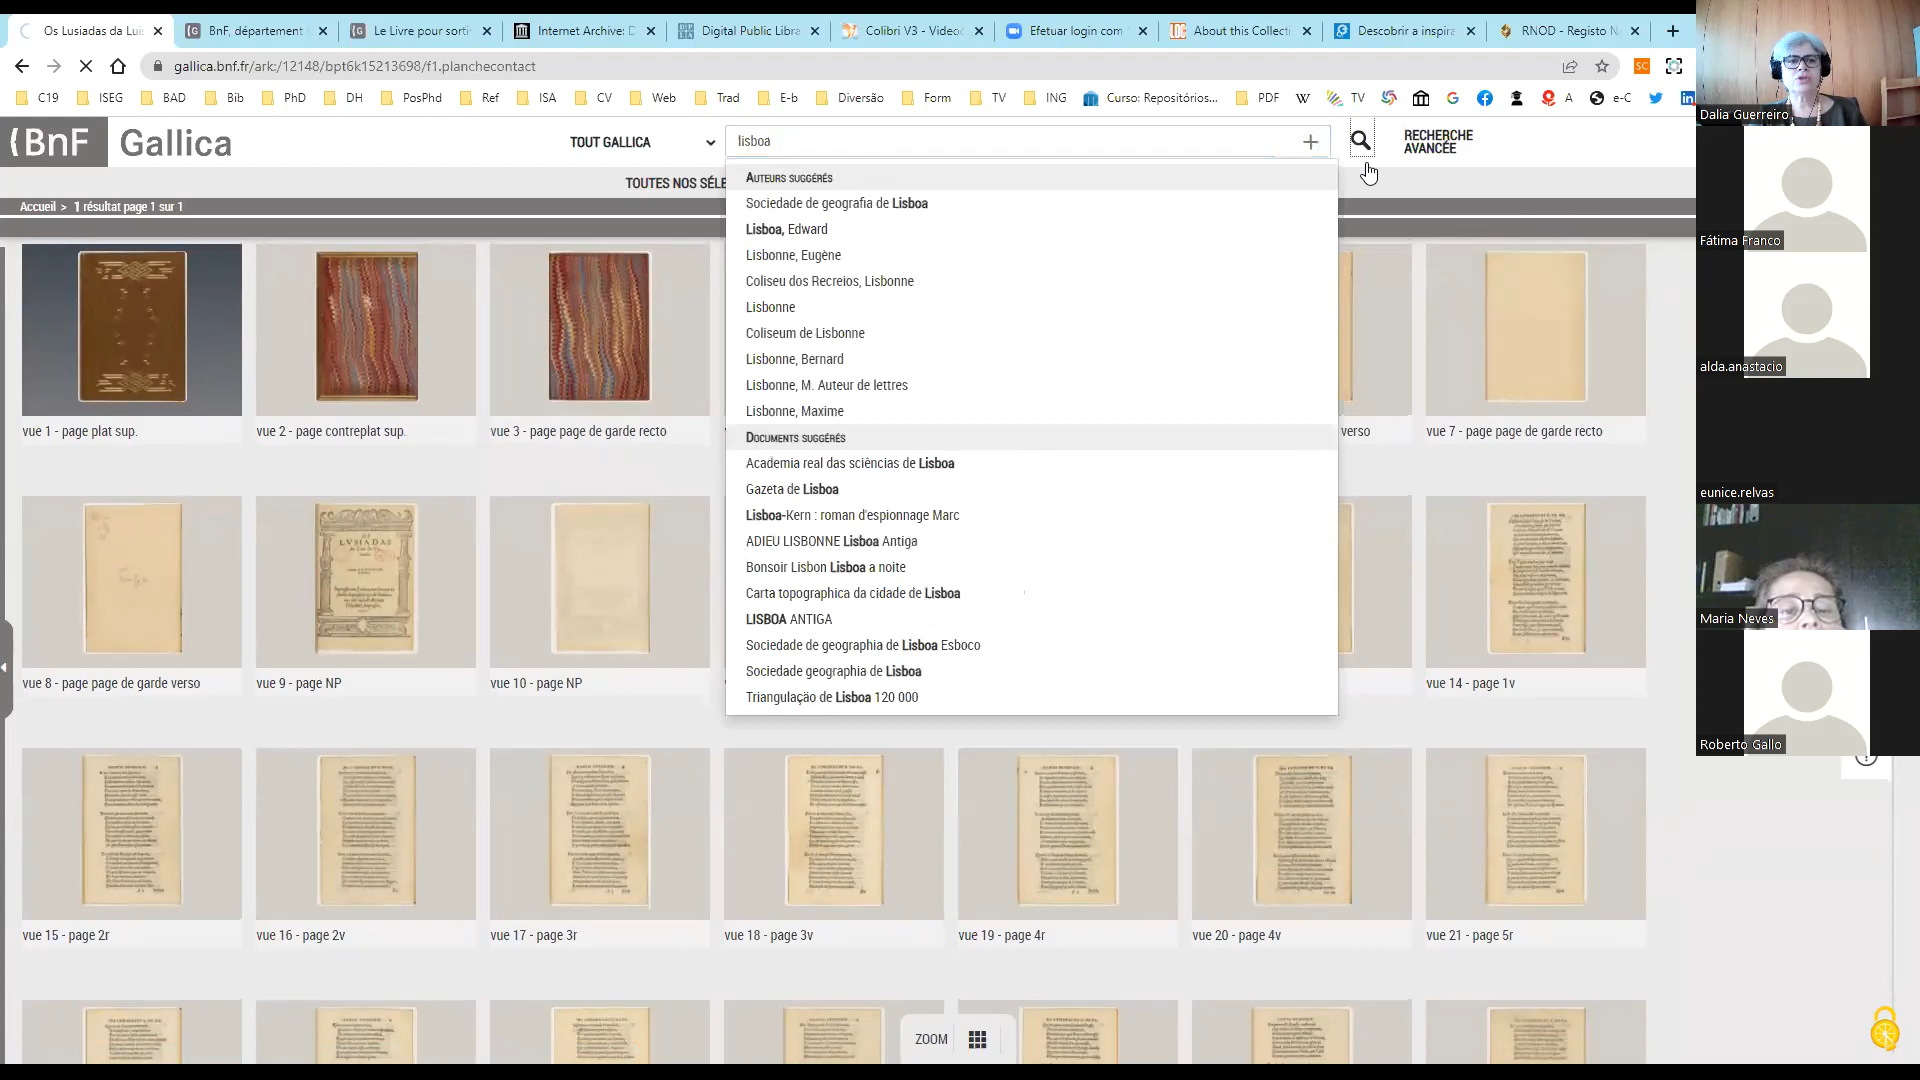 Os Lusiadas da Lui
BnF, département
Le Livre pour sorti
Internet Archive: D
Digital Public Libra
Colibri V3 - Videoc
Efetuar login com
About this Collecti
Descobrir a inspira
RNOD - Registo N
gallica.bnf.fr/ark:/12148/bpt6k15213698/f1.planchecontact
C19
ISEG
BAD
Bib
PhD
DH
PosPhd
Ref
ISA
CV
Web
Trad
E-b
Diversão
Form
TV
ING
Curso: Repositórios...
PDF
TV
A
e-C
BnF
Gallica
TOUT GALLICA
lisboa
RECHERCHE
AVANCÉE
TOUTES NOS SÉLE
Accueil > 1 résultat page 1 sur 1
Auteurs suggérés
Sociedade de geografia de Lisboa
Lisboa, Edward
Lisbonne, Eugène
Coliseu dos Recreios, Lisbonne
Lisbonne
Coliseum de Lisbonne
Lisbonne, Bernard
Lisbonne, M. Auteur de lettres
Lisbonne, Maxime
Documents suggérés
Academia real das sciências de Lisboa
Gazeta de Lisboa
Lisboa-Kern : roman d'espionnage Marc
ADIEU LISBONNE Lisboa Antiga
Bonsoir Lisbon Lisboa a noite
Carta topographica da cidade de Lisboa
LISBOA ANTIGA
Sociedade de geographia de Lisboa Esboco
Sociedade geographia de Lisboa
Triangulação de Lisboa 120 000
vue 1 - page plat sup.
vue 2 - page contreplat sup.
vue 3 - page page de garde recto
verso
vue 7 - page page de garde recto
LVSIADAS
vue 8 - page page de garde verso
vue 9 - page NP
vue 10 - page NP
vue 14 - page 1v
vue 15 - page 2r
vue 16 - page 2v
vue 17 - page 3r
vue 18 - page 3v
vue 19 - page 4r
vue 20 - page 4v
vue 21 - page 5r
ZOOM
Dalia Guerreiro
Fátima Franco
alda.anastacio
eunice.relvas
Maria Neves
Roberto Gallo